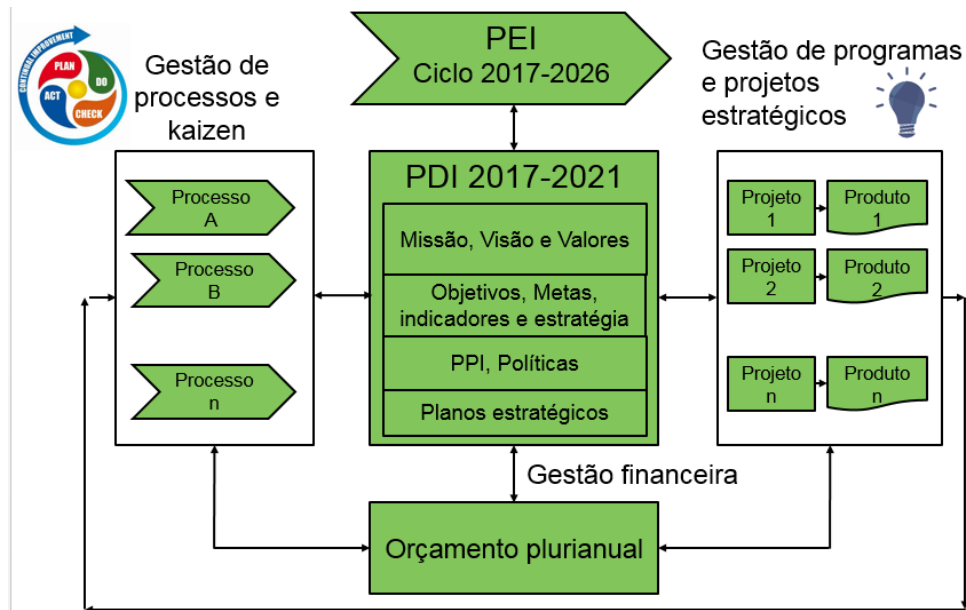 PEI
Ciclo 2017-2026
CONTINUAL IMPROVEMENT
PLAN
DO
ACT
CHECK
Gestão de
processos e
kaizen
Gestão de programas
e projetos
estratégicos
Processo
A
Processo
B
Processo
n
PDI 2017-2021
Missão, Visão e Valores
Objetivos, Metas,
indicadores e estratégia
PPI, Políticas
Planos estratégicos
Projeto
1
Produto
1
Projeto
2
Produto
2
Projeto
n
Produto
n
Gestão financeira
Orçamento plurianual